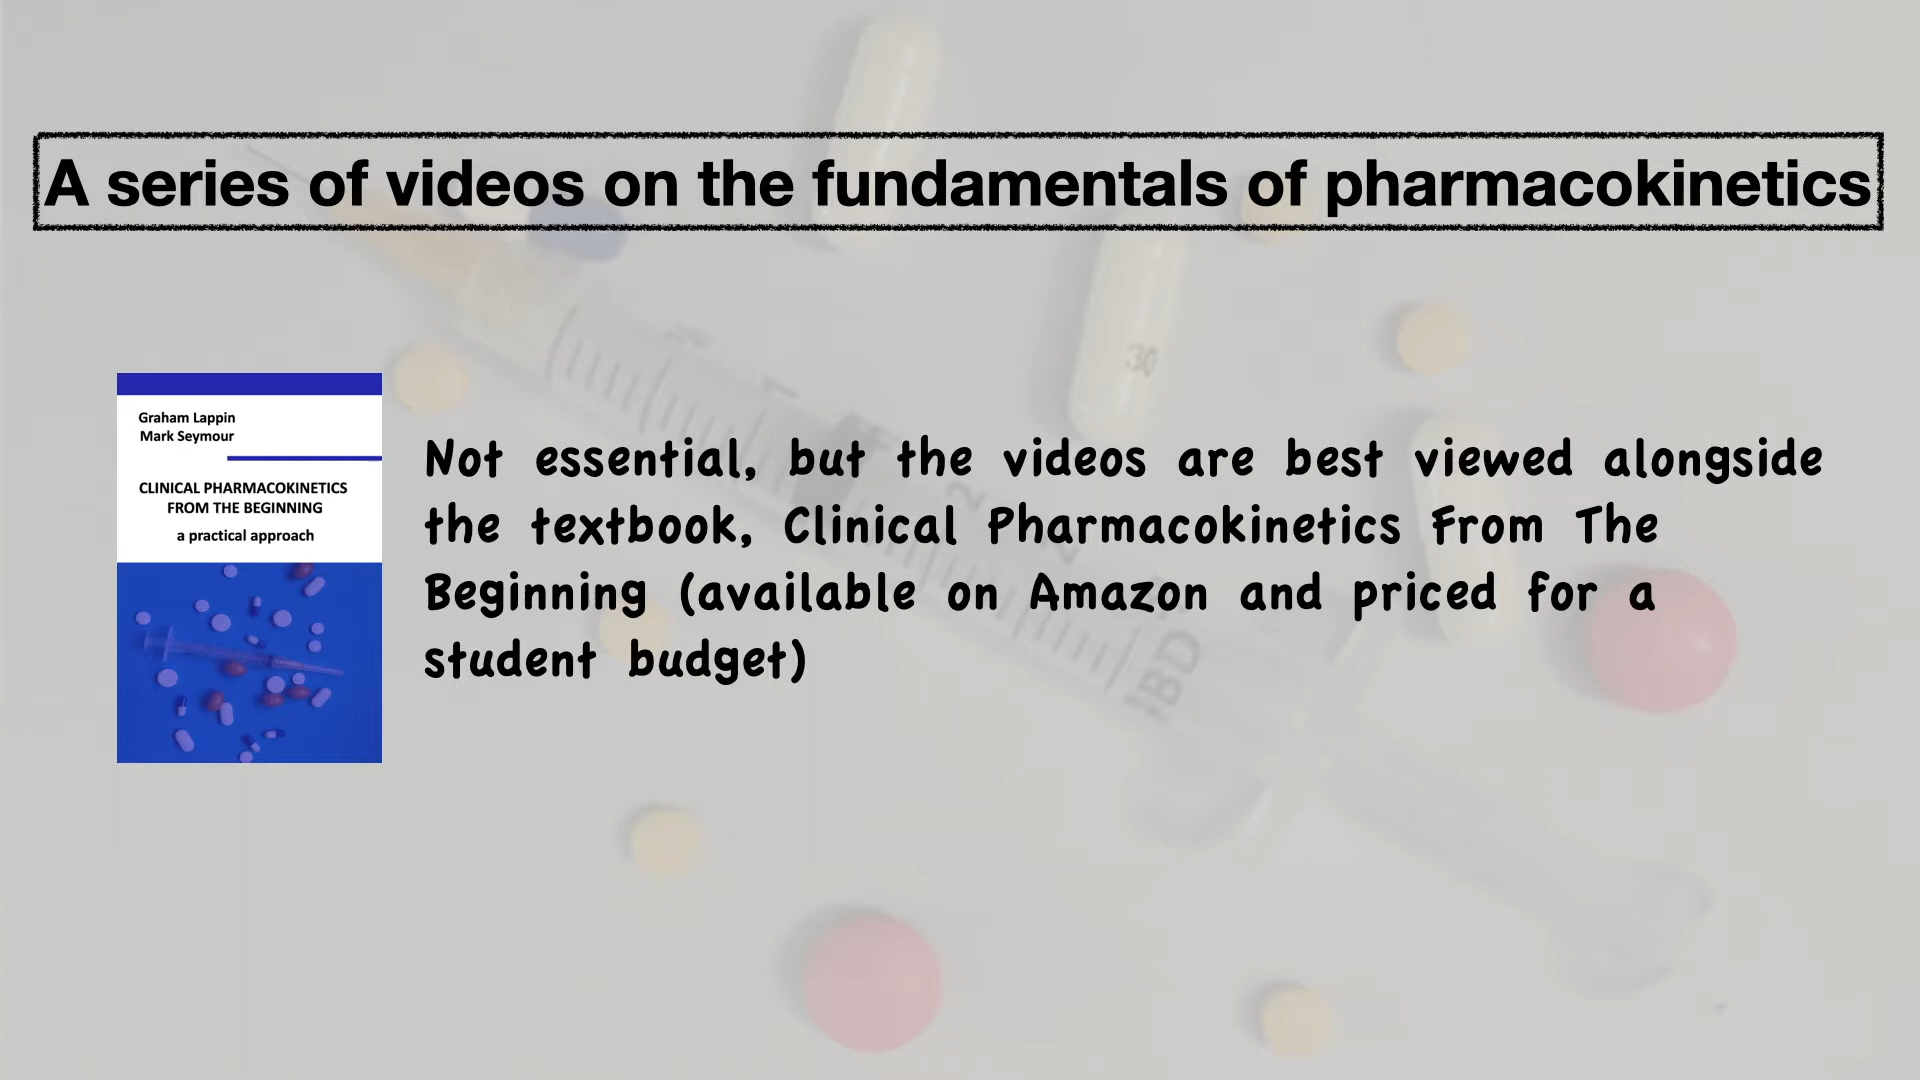 A series of videos on the fundamentals of pharmacokinetics
30
Graham Lappin
Mark Seymour
CLINICAL PHARMACOKINETICS
FROM THE BEGINNING
a practical approach
Not essential, but the videos are best viewed alongside
the textbook, Clinical Pharmacokinetics From The
Beginning (available on Amazon and priced for a
student budget)